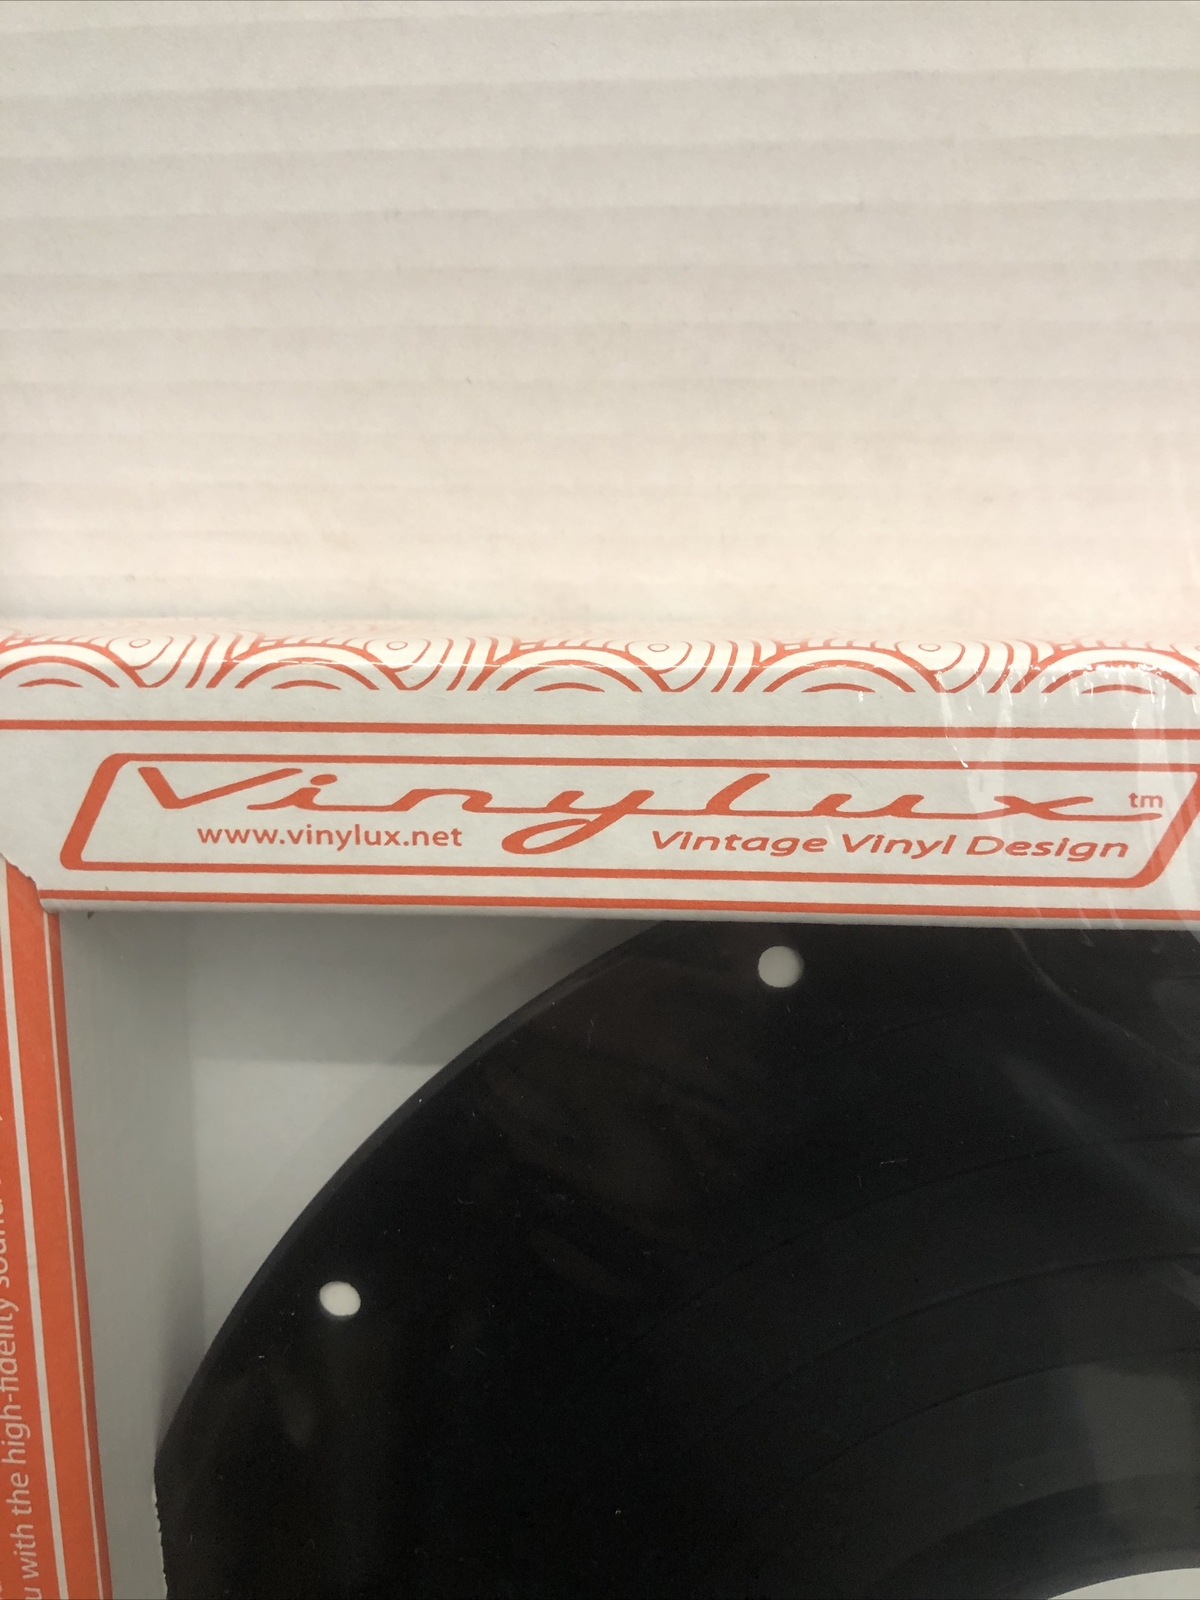 Vinylux tm
www.vinylux.net
Vintage Vinyl Design
with the high-fidelity sound